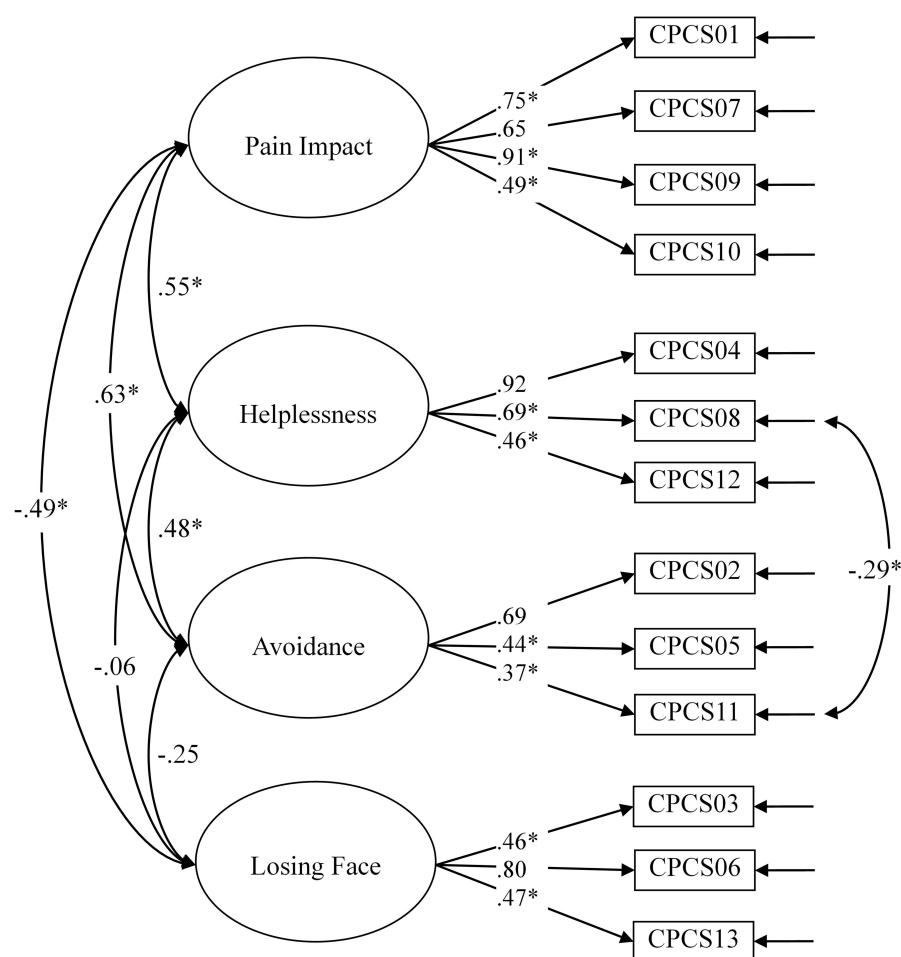 CPCS01
.75*
CPCS07
.65
Pain Impact
.91*
CPCS09
.49*
CPCS10
.55*
CPCS04
.92
.63*
Helplessness
.69*
CPCS08
.46*
CPCS12
-.49*
.48*
CPCS02
-.29*
.69
Avoidance
.44*
CPCS05
-.06
.37*
CPCS11
-.25
CPCS03
.46*
Losing Face
.80
CPCS06
.47*
CPCS13